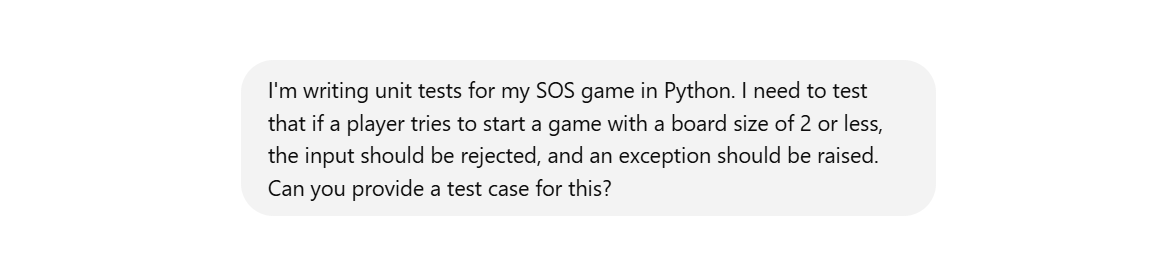 I'm writing unit tests for my SOS game in Python. I need to test
that if a player tries to start a game with a board size of 2 or less,
the input should be rejected, and an exception should be raised.
Can you provide a test case for this?